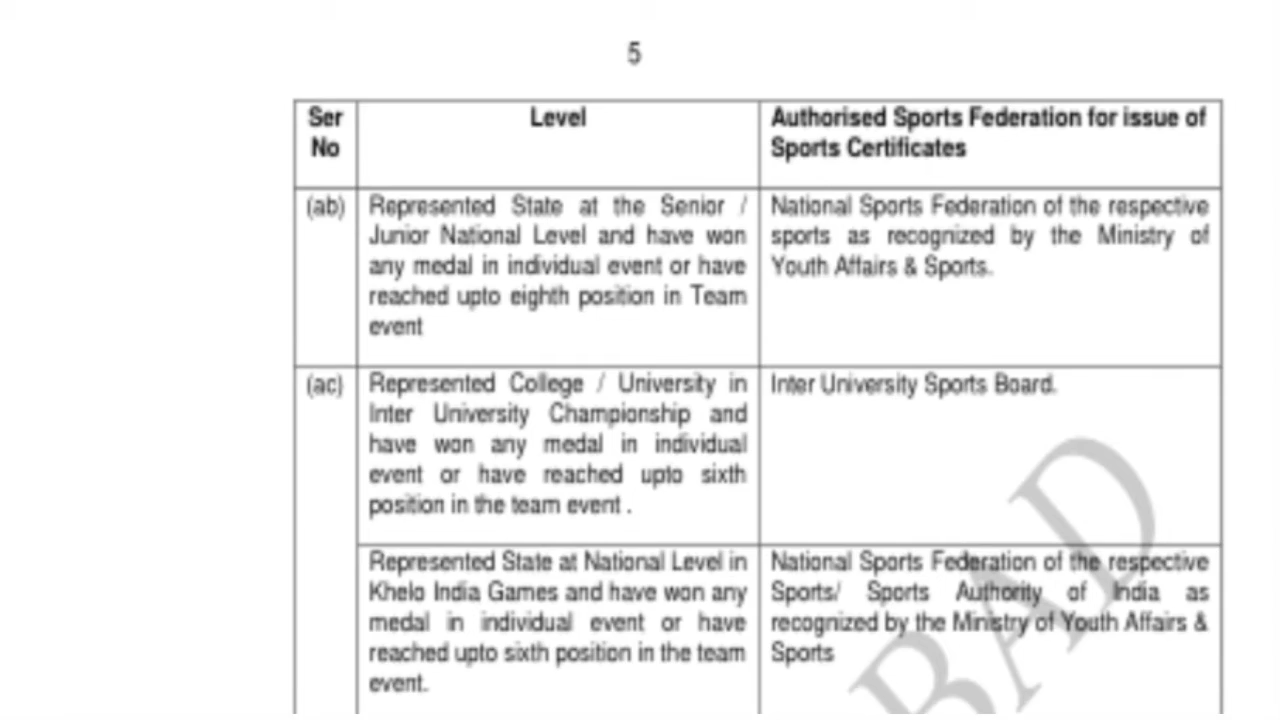 5
Ser No
Level
Authorised Sports Federation for issue of
Sports Certificates
(ab)
Represented State at the Senior /
Junior National Level and have won
any medal in individual event or have
reached upto eighth position in Team
event
National Sports Federation of the respective
sports as recognized by the Ministry of
Youth Affairs & Sports.
(ac)
Represented College / University in
Inter University Championship and
have won any medal in individual
event or have reached upto sixth
position in the team event .
Inter University Sports Board.
Represented State at National Level in
Khelo India Games and have won any
medal in individual event or have
reached upto sixth position in the team
event.
National Sports Federation of the respective
Sports/ Sports Authority of India as
recognized by the Ministry of Youth Affairs &
Sports
BAD